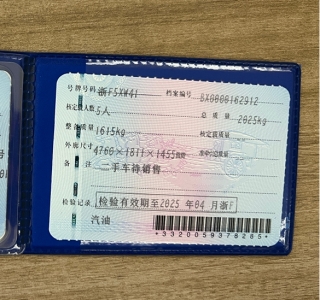 号牌号码 浙F5XW41 档案编号 BX0008162912
核定载人数 5人 总质量 2025kg
整备质量 1615kg 核定载质量
外廓尺寸 4760×1811×1455mm 准牵引总质量
备注 二手车待销售
检验记录 检验有效期至2025年04月浙F
汽油
*3320059378285*